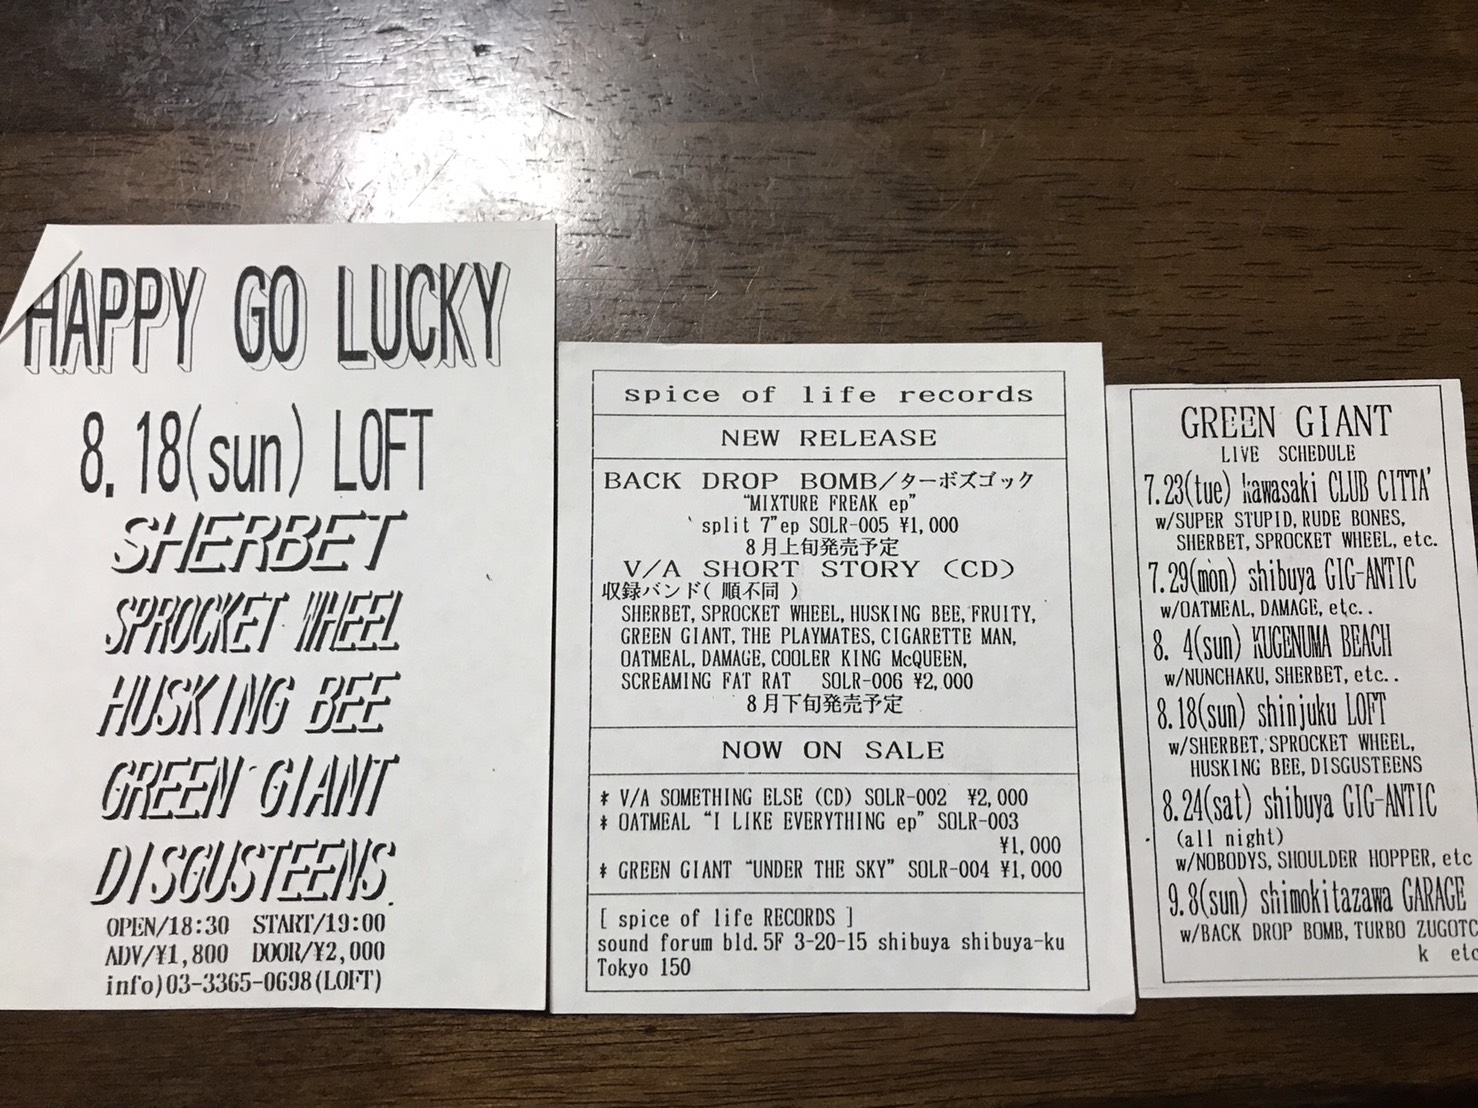 HAPPY GO LUCKY
8.18(sun) LOFT
SHERBET
SPROCKET WHEEL
HUSKING BEE
GREEN GIANT
DISGUSTEENS
OPEN/18:30 START/19:00
ADV/¥1,800 DOOR/¥2,000
info)03-3365-0698(LOFT)
spice of life records
NEW RELEASE
BACK DROP BOMB/ターボズゴック
“MIXTURE FREAK ep”
split 7”ep SOLR-005 ¥1,000
8月上旬発売予定
V/A SHORT STORY (CD)
収録バンド( 順不同 )
SHERBET, SPROCKET WHEEL, HUSKING BEE, FRUITY,
GREEN GIANT, THE PLAYMATES, CIGARETTE MAN,
OATMEAL, DAMAGE, COOLER KING McQUEEN,
SCREAMING FAT RAT SOLR-006 ¥2,000
8月下旬発売予定
NOW ON SALE
* V/A SOMETHING ELSE (CD) SOLR-002 ¥2,000
* OATMEAL “I LIKE EVERYTHING ep” SOLR-003
¥1,000
* GREEN GIANT “UNDER THE SKY” SOLR-004 ¥1,000
[ spice of life RECORDS ]
sound forum bld. 5F 3-20-15 shibuya shibuya-ku
Tokyo 150
GREEN GIANT
LIVE SCHEDULE
7.23(tue) kawasaki CLUB CITTA'
w/SUPER STUPID, RUDE BONES,
SHERBET, SPROCKET WHEEL, etc.
7.29(mon) shibuya GIG-ANTIC
w/OATMEAL, DAMAGE, etc..
8. 4(sun) KUGENUMA BEACH
w/NUNCHAKU, SHERBET, etc..
8.18(sun) shinjuku LOFT
w/SHERBET, SPROCKET WHEEL,
HUSKING BEE, DISGUSTEENS
8.24(sat) shibuya GIG-ANTIC
(all night)
w/NOBODYS, SHOULDER HOPPER, etc
9.8(sun) shimokitazawa GARAGE
w/BACK DROP BOMB, TURBO ZUGOTC
k etc